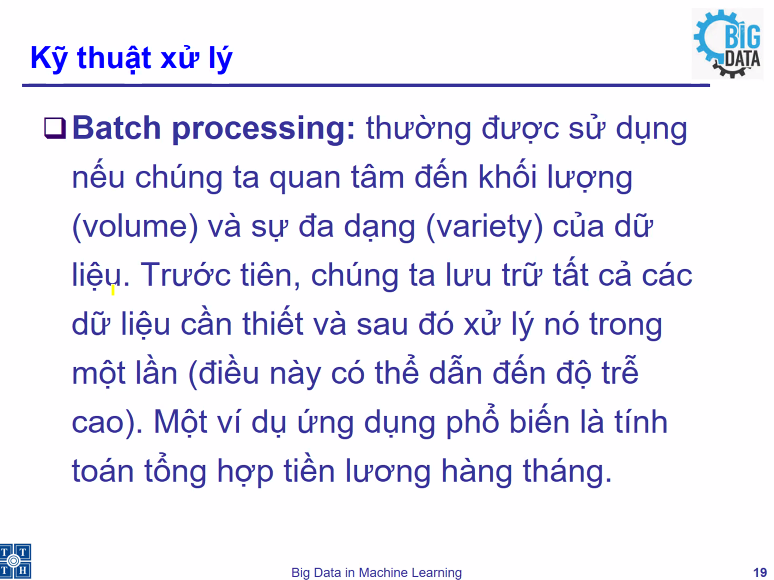 Kỹ thuật xử lý
BIG
DATA
Batch processing: thường được sử dụng
nếu chúng ta quan tâm đến khối lượng
(volume) và sự đa dạng (variety) của dữ
liệu. Trước tiên, chúng ta lưu trữ tất cả các
dữ liệu cần thiết và sau đó xử lý nó trong
một lần (điều này có thể dẫn đến độ trễ
cao). Một ví dụ ứng dụng phổ biến là tính
toán tổng hợp tiền lương hàng tháng.
T T
T H
Big Data in Machine Learning
19